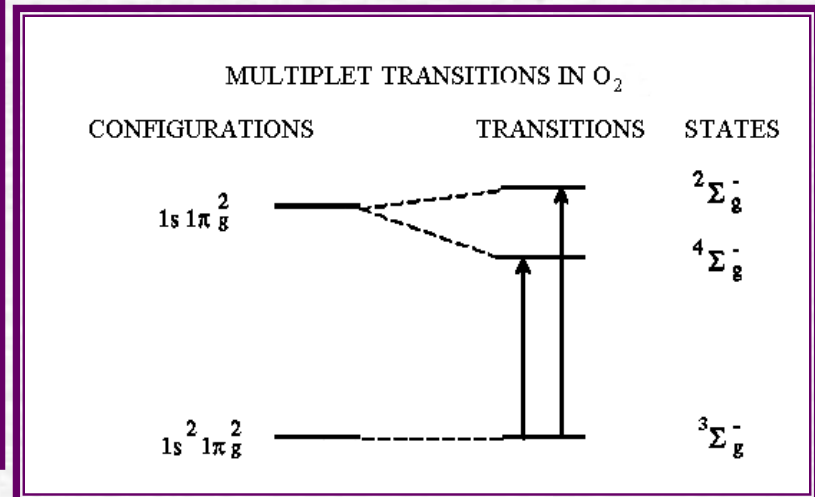 MULTIPLET TRANSITIONS IN O₂
CONFIGURATIONS TRANSITIONS STATES
²Σg⁻
1s 1πg²
⁴Σg⁻
1s² 1πg²
³Σg⁻